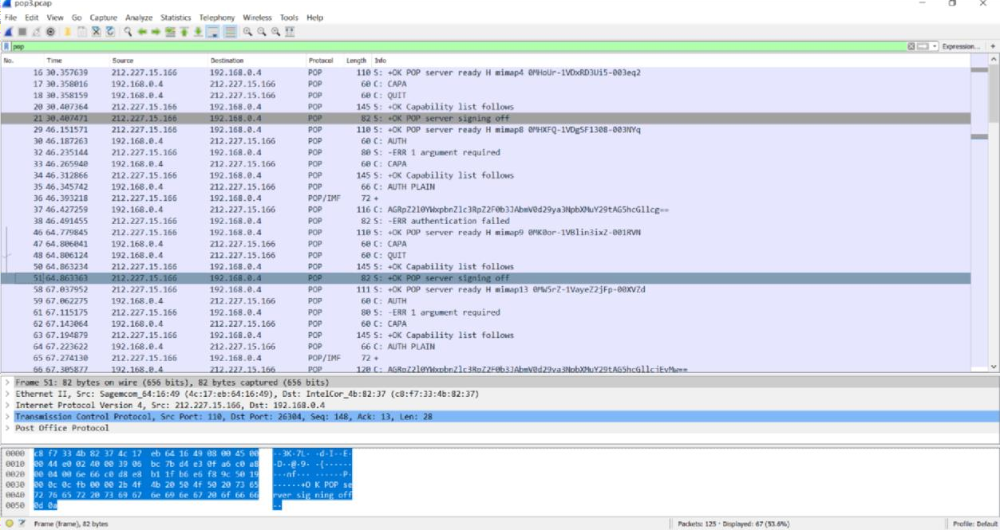 pop3.pcap
File Edit View Go Capture Analyze Statistics Telephony Wireless Tools Help
pop Expression... +
No. Time Source Destination Protocol Length Info
16 30.357639 212.227.15.166 192.168.0.4 POP 110 S: +OK POP server ready H mimap4 0MHoUr-1VDxRD3Ui5-003eq2
17 30.358016 192.168.0.4 212.227.15.166 POP 60 C: CAPA
18 30.358159 192.168.0.4 212.227.15.166 POP 60 C: QUIT
20 30.407364 212.227.15.166 192.168.0.4 POP 145 S: +OK Capability list follows
21 30.407471 212.227.15.166 192.168.0.4 POP 82 S: +OK POP server signing off
29 46.151571 212.227.15.166 192.168.0.4 POP 110 S: +OK POP server ready H mimap8 0MHXFQ-1VDgSF1308-003NYq
30 46.187263 192.168.0.4 212.227.15.166 POP 60 C: AUTH
32 46.235144 212.227.15.166 192.168.0.4 POP 80 S: -ERR 1 argument required
33 46.265940 192.168.0.4 212.227.15.166 POP 60 C: CAPA
34 46.312866 212.227.15.166 192.168.0.4 POP 145 S: +OK Capability list follows
35 46.345742 192.168.0.4 212.227.15.166 POP 66 C: AUTH PLAIN
36 46.393218 212.227.15.166 192.168.0.4 POP/IMF 72 +
37 46.427259 192.168.0.4 212.227.15.166 POP 116 C: AGRpZ2l0YWxpbnZlc3RpZ2F0b3JAbmV0d29ya3NpbXMuY29tAG5hcGllcg==
38 46.491455 212.227.15.166 192.168.0.4 POP 82 S: -ERR authentication failed
46 64.779845 212.227.15.166 192.168.0.4 POP 110 S: +OK POP server ready H mimap9 0MK0or-1VBlin3ixZ-001RVN
47 64.806041 192.168.0.4 212.227.15.166 POP 60 C: CAPA
48 64.806124 192.168.0.4 212.227.15.166 POP 60 C: QUIT
50 64.863234 212.227.15.166 192.168.0.4 POP 145 S: +OK Capability list follows
51 64.863363 212.227.15.166 192.168.0.4 POP 82 S: +OK POP server signing off
58 67.037952 212.227.15.166 192.168.0.4 POP 111 S: +OK POP server ready H mimap13 0MW5rZ-1VayeZ2jFp-00XVZd
59 67.062275 192.168.0.4 212.227.15.166 POP 60 C: AUTH
61 67.115175 212.227.15.166 192.168.0.4 POP 80 S: -ERR 1 argument required
62 67.143064 192.168.0.4 212.227.15.166 POP 60 C: CAPA
63 67.194879 212.227.15.166 192.168.0.4 POP 145 S: +OK Capability list follows
64 67.223622 192.168.0.4 212.227.15.166 POP 66 C: AUTH PLAIN
65 67.274130 212.227.15.166 192.168.0.4 POP/IMF 72 +
66 67.305877 192.168.0.4 212.227.15.166 POP 120 C: AGRpZ2l0YWxpbnZlc3RpZ2F0b3JAbmV0d29ya3NpbXMuY29tAG5hcGllcjEyMw==
> Frame 51: 82 bytes on wire (656 bits), 82 bytes captured (656 bits)
> Ethernet II, Src: Sagemcom_64:16:49 (4c:17:eb:64:16:49), Dst: IntelCor_4b:82:37 (c8:f7:33:4b:82:37)
> Internet Protocol Version 4, Src: 212.227.15.166, Dst: 192.168.0.4
> Transmission Control Protocol, Src Port: 110, Dst Port: 26304, Seq: 148, Ack: 13, Len: 28
> Post Office Protocol
0000 c8 f7 33 4b 82 37 4c 17 eb 64 16 49 08 00 45 00 ··3K·7L· ·d·I··E·
0010 00 44 e0 02 40 00 39 06 bc 7b d4 e3 0f a6 c0 a8 ·D··@·9· ·{······
0020 00 04 00 6e 66 c0 d8 e8 b1 1f b6 e6 f8 9c 50 19 ···nf··· ······P·
0030 00 0c 0c fb 00 00 2b 4f 4b 20 50 4f 50 20 73 65 ······+O K POP se
0040 72 76 65 72 20 73 69 67 6e 69 6e 67 20 6f 66 66 rver sig ning off
0050 0d 0a ··
Frame (frame), 82 bytes Packets: 125 · Displayed: 67 (53.6%) Profile: Default